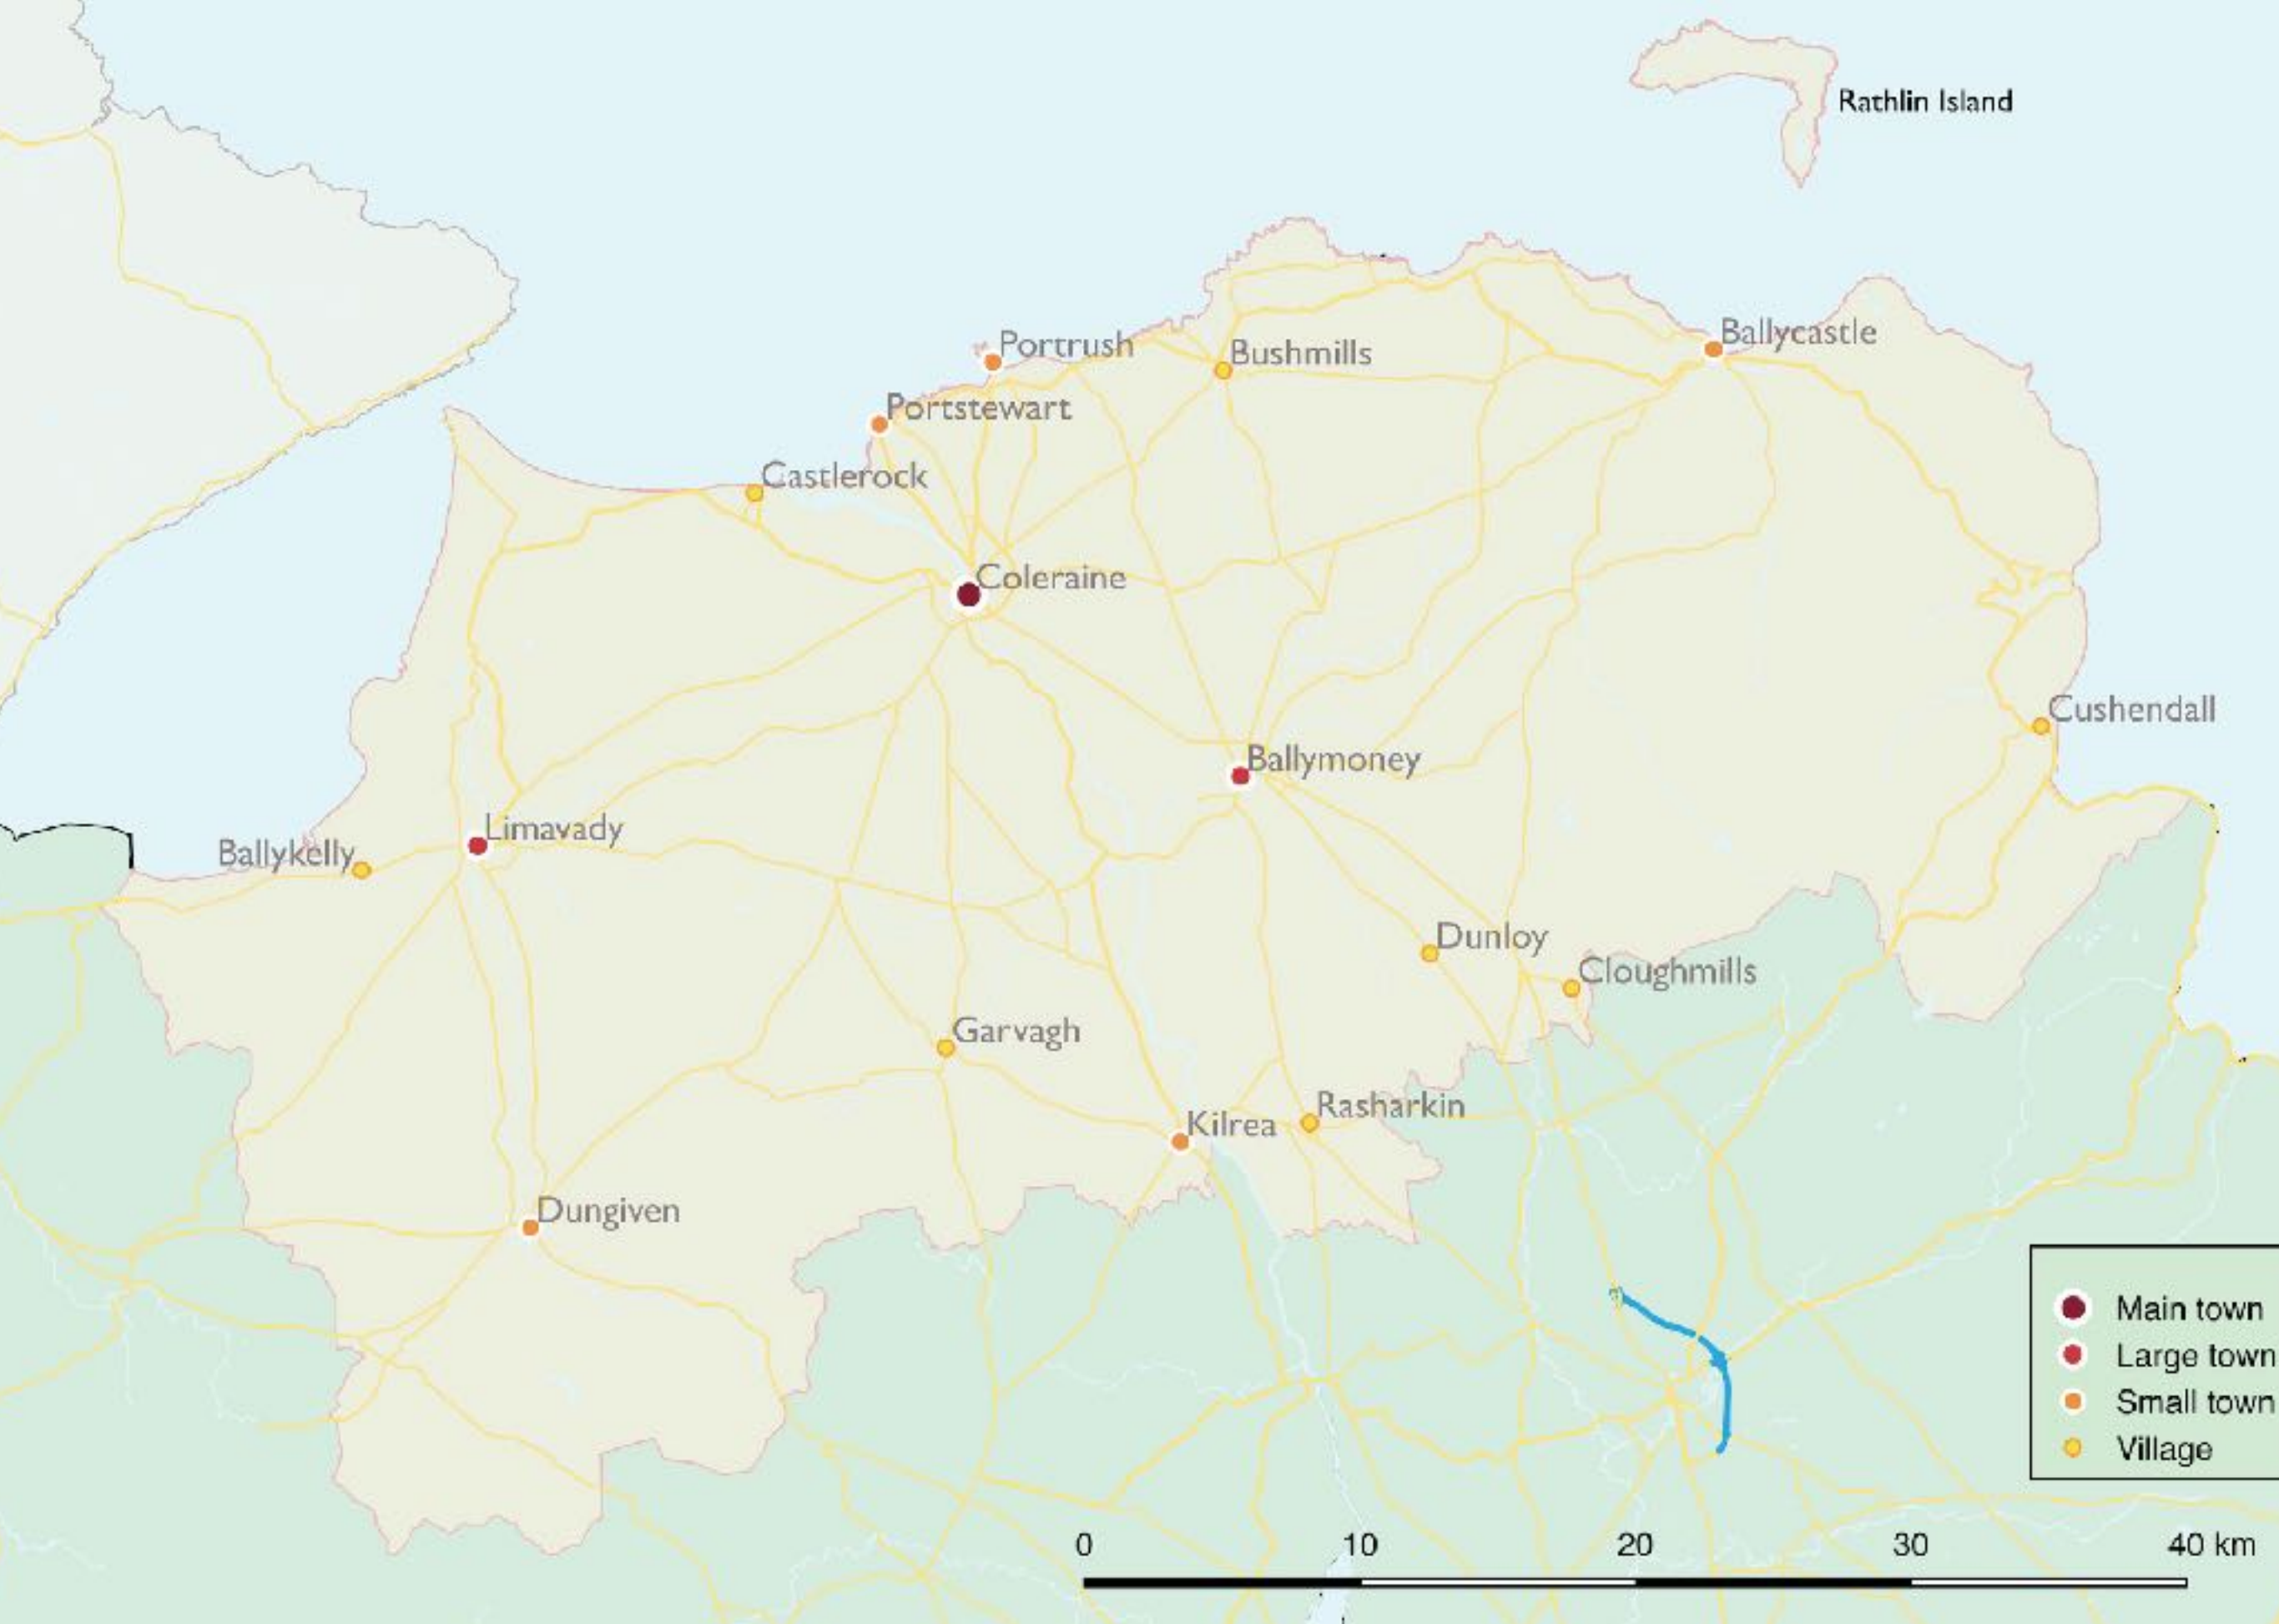 Rathlin Island
Portrush
Bushmills
Ballycastle
Portstewart
Castlerock
Coleraine
Cushendall
Ballymoney
Limavady
Ballykelly
Dunloy
Cloughmills
Garvagh
Rasharkin
Kilrea
Dungiven
Main town
Large town
Small town
Village
0 10 20 30 40 km